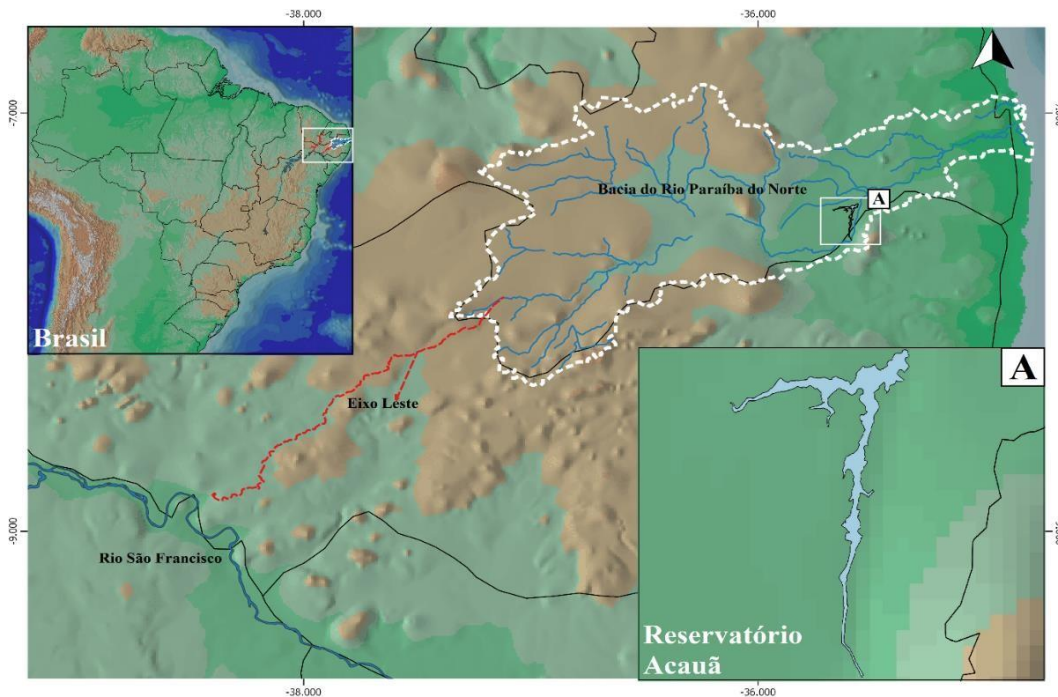 -38.000
-36.000
-7.000
Bacia do Rio Paraíba do Norte
A
Brasil
Eixo Leste
A
-9.000
Rio São Francisco
Reservatório
Acauã
-38.000
-36.000